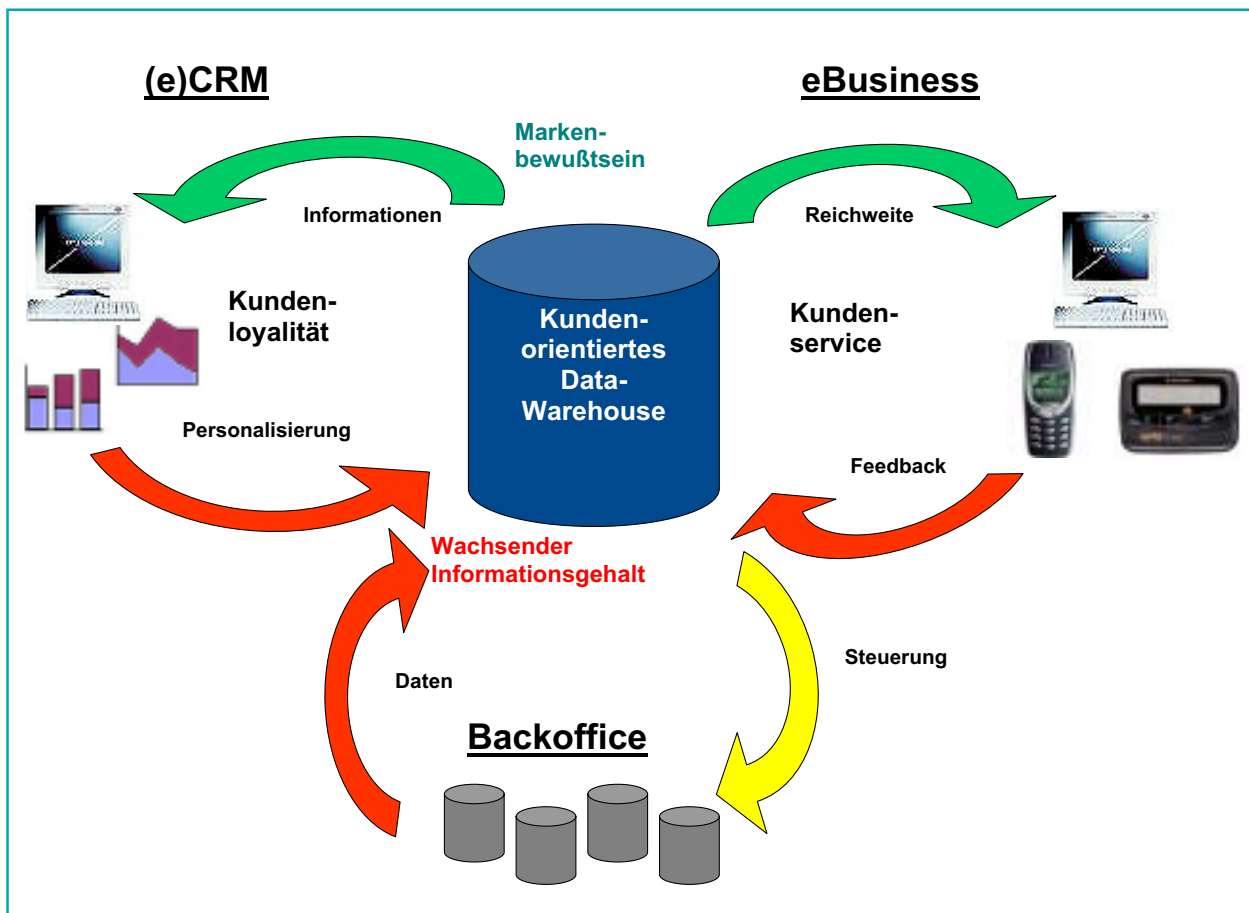 (e)CRM
eBusiness
Marken-
bewußtsein
Informationen
Reichweite
Kunden-
loyalität
Kunden-
orientiertes
Data-
Warehouse
Kunden-
service
Personalisierung
Feedback
Wachsender
Informationsgehalt
Steuerung
Daten
Backoffice